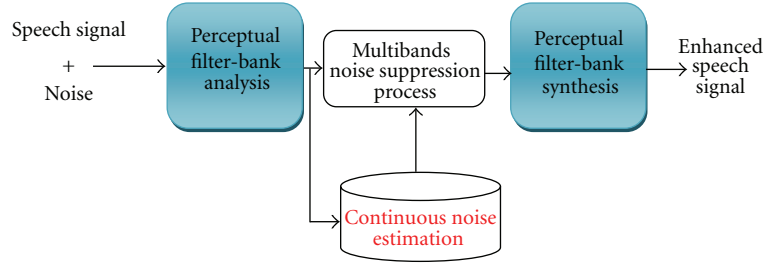 Speech signal
+
Noise
Perceptual
filter-bank
analysis
Multibands
noise suppression
process
Perceptual
filter-bank
synthesis
Enhanced
speech
signal
Continuous noise
estimation